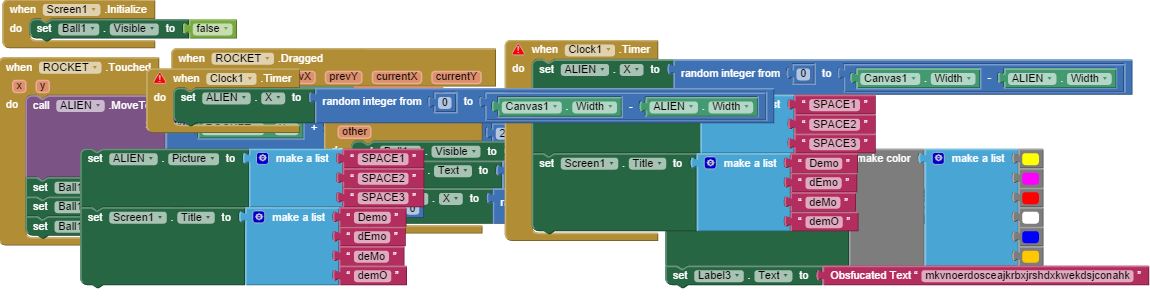 when Screen1 .Initialize
do set Ball1 . Visible to false
when ROCKET .Touched
x y
do call ALIEN .MoveTo
set Ball1
set Ball1
set Ball1
when ROCKET .Dragged
prevY currentX currentY
when Clock1 .Timer
do set ALIEN . X to random integer from 0 to Canvas1 . Width - ALIEN . Width
+
other
Visible to
. Text to
. X to
set ALIEN . Picture to make a list " SPACE1 "
" SPACE2 "
" SPACE3 "
set Screen1 . Title to make a list " Demo "
" dEmo "
" deMo "
" demO "
when Clock1 .Timer
do set ALIEN . X to random integer from 0 to Canvas1 . Width - ALIEN . Width
" SPACE1 "
" SPACE2 "
" SPACE3 "
set Screen1 . Title to make a list " Demo "
" dEmo "
" deMo "
" demO "
make color make a list
set Label3 . Text to Obsfucated Text " mkvnoerdosceajkrbxjrshdxkwekdsjconahk "